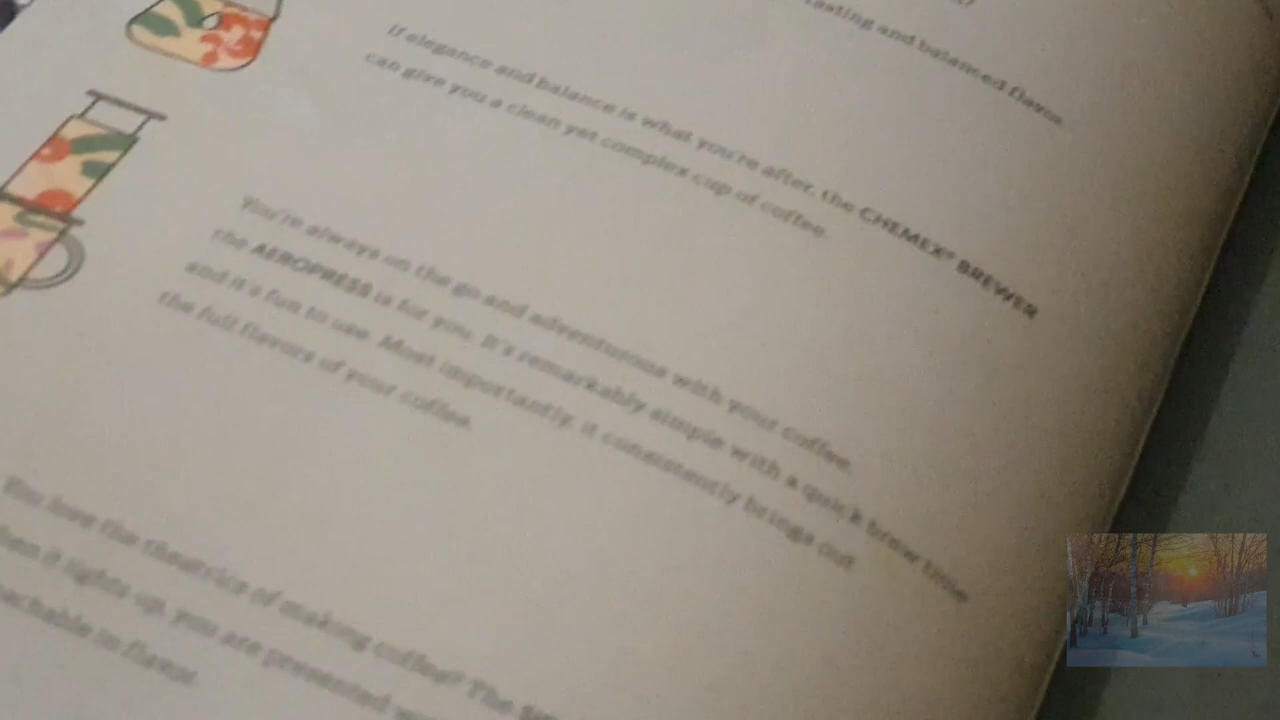 tasting and balanced flavor.
If elegance and balance is what you're after, the CHEMEX® BREWER
can give you a clean yet complex cup of coffee.
You're always on the go and adventurous with your coffee,
the AEROPRESS is for you. It's remarkably simple with a quick brew time
and it's fun to use. Most importantly, it consistently brings out
the full flavors of your coffee.
You love the theatrics of making coffee? The
it lights up, you are presented
to flavor.